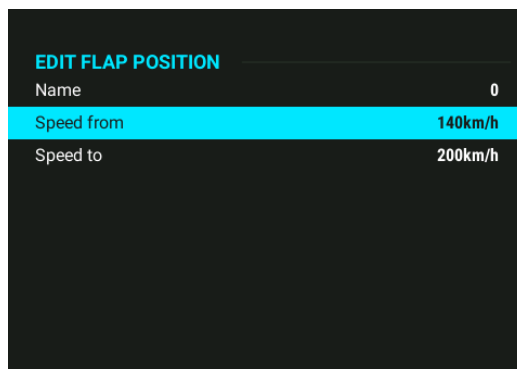 EDIT FLAP POSITION
Name 0
Speed from 140km/h
Speed to 200km/h